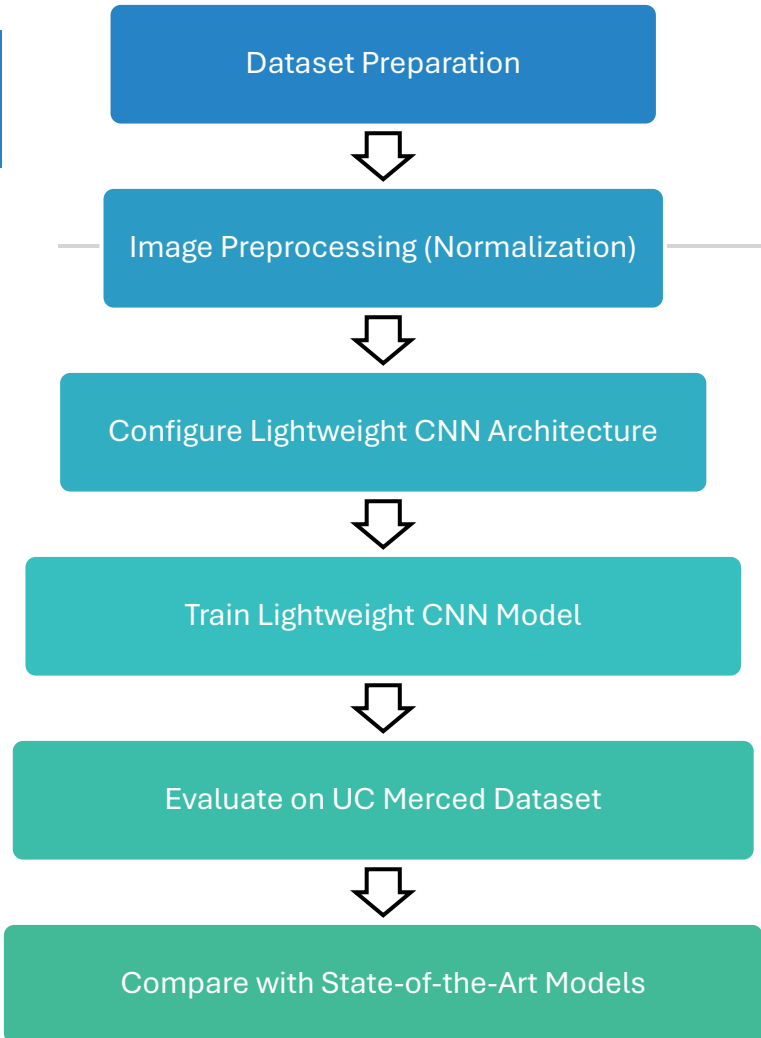 Dataset Preparation
Image Preprocessing (Normalization)
Configure Lightweight CNN Architecture
Train Lightweight CNN Model
Evaluate on UC Merced Dataset
Compare with State-of-the-Art Models